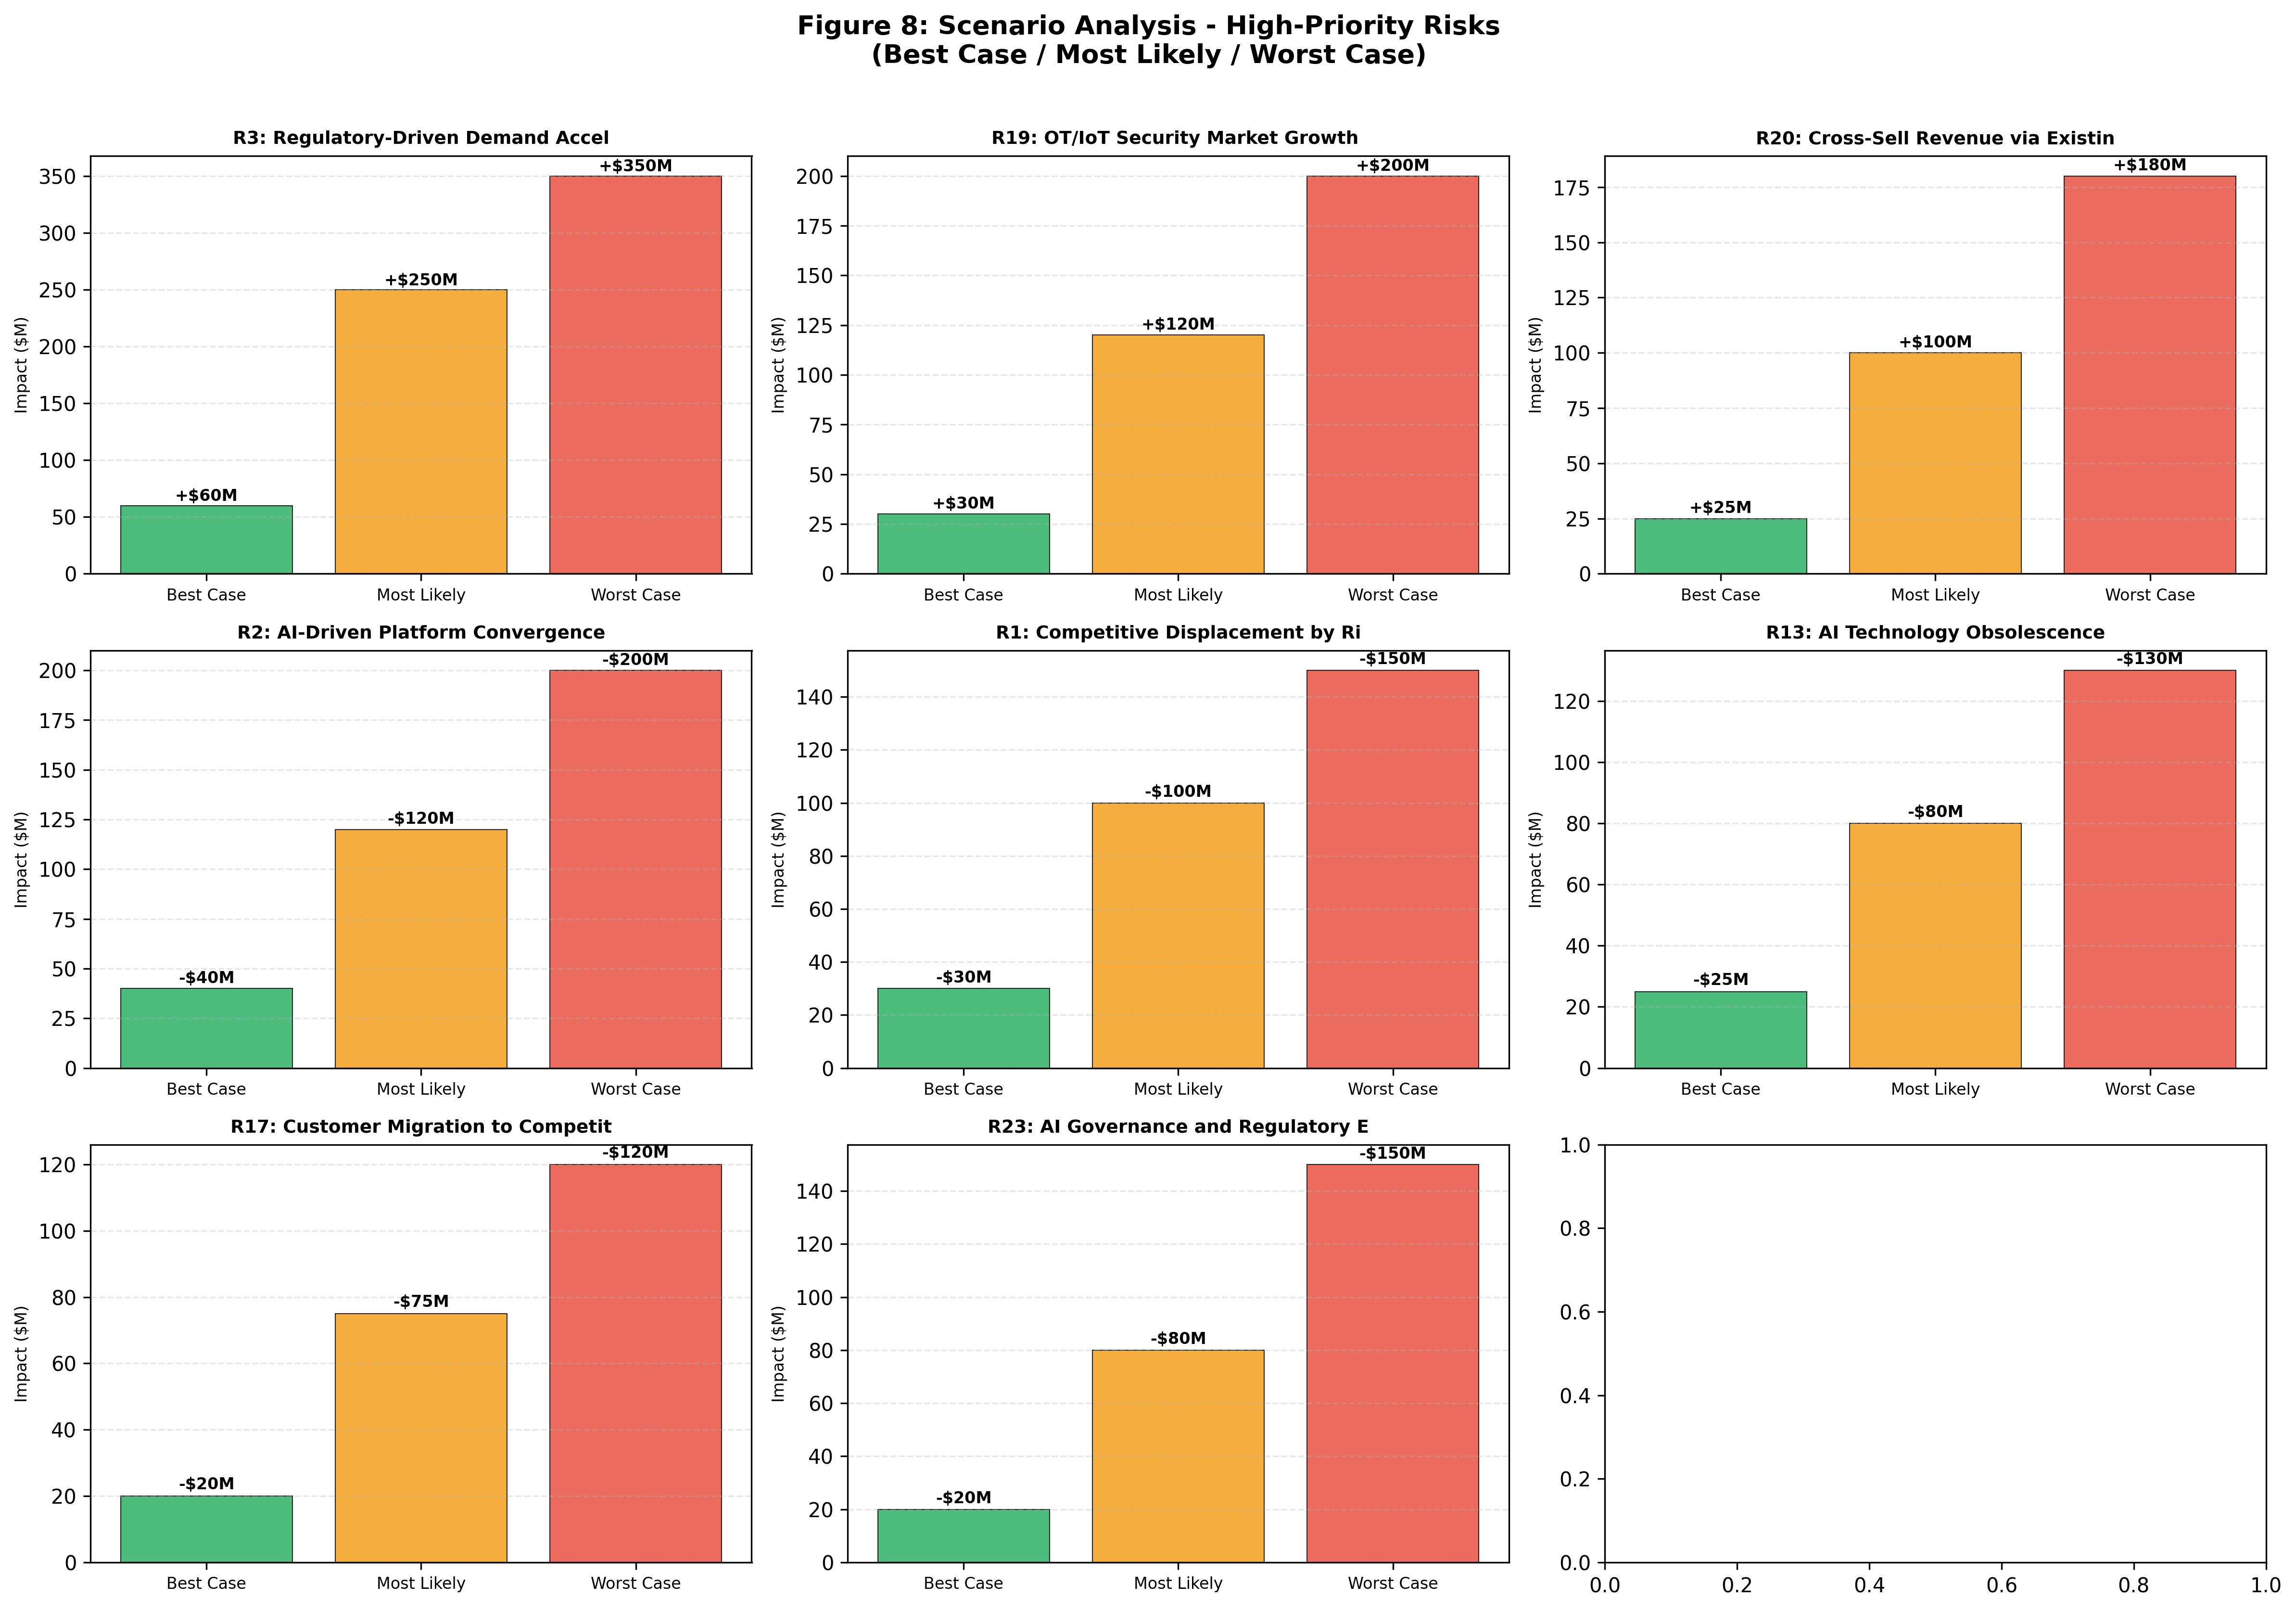 Figure 8: Scenario Analysis - High-Priority Risks
(Best Case / Most Likely / Worst Case)
R3: Regulatory-Driven Demand Accel
Impact ($M)
350
300
250
200
150
100
50
0
+$60M
+$250M
+$350M
Best Case
Most Likely
Worst Case
R19: OT/IoT Security Market Growth
Impact ($M)
200
175
150
125
100
75
50
25
0
+$30M
+$120M
+$200M
Best Case
Most Likely
Worst Case
R20: Cross-Sell Revenue via Existin
Impact ($M)
175
150
125
100
75
50
25
0
+$25M
+$100M
+$180M
Best Case
Most Likely
Worst Case
R2: AI-Driven Platform Convergence
Impact ($M)
200
175
150
125
100
75
50
25
0
-$40M
-$120M
-$200M
Best Case
Most Likely
Worst Case
R1: Competitive Displacement by Ri
Impact ($M)
140
120
100
80
60
40
20
0
-$30M
-$100M
-$150M
Best Case
Most Likely
Worst Case
R13: AI Technology Obsolescence
Impact ($M)
120
100
80
60
40
20
0
-$25M
-$80M
-$130M
Best Case
Most Likely
Worst Case
R17: Customer Migration to Competit
Impact ($M)
120
100
80
60
40
20
0
-$20M
-$75M
-$120M
Best Case
Most Likely
Worst Case
R23: AI Governance and Regulatory E
Impact ($M)
140
120
100
80
60
40
20
0
-$20M
-$80M
-$150M
Best Case
Most Likely
Worst Case
1.0
0.8
0.6
0.4
0.2
0.0
0.0
0.2
0.4
0.6
0.8
1.0